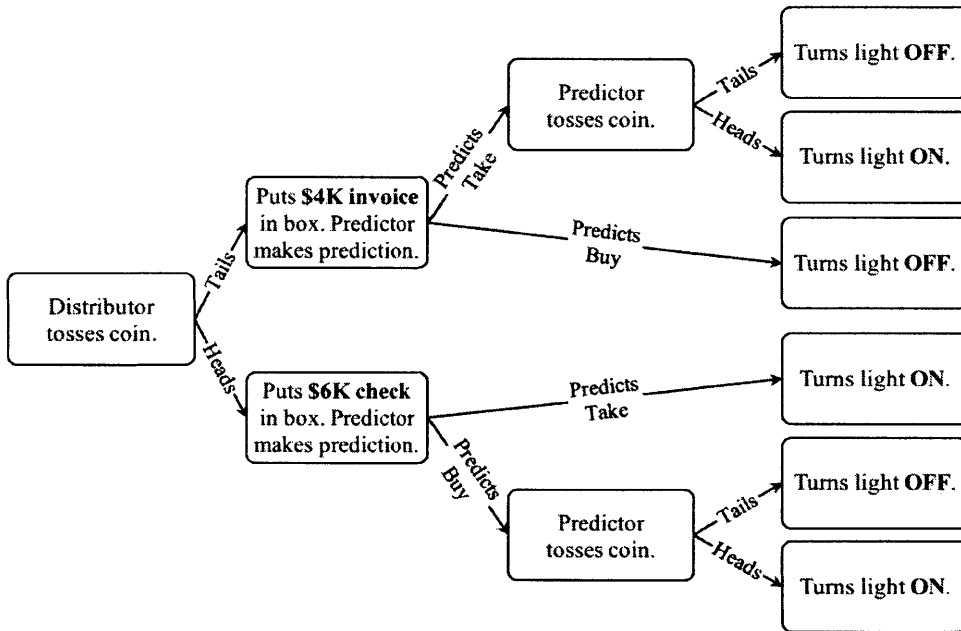 Distributor
tosses coin.
Tails
Heads
Puts $4K invoice
in box. Predictor
makes prediction.
Predicts
Take
Predicts
Buy
Puts $6K check
in box. Predictor
makes prediction.
Predicts
Take
Predicts
Buy
Predictor
tosses coin.
Tails
Heads
Predictor
tosses coin.
Tails
Heads
Turns light OFF.
Turns light ON.
Turns light OFF.
Turns light ON.
Turns light OFF.
Turns light ON.